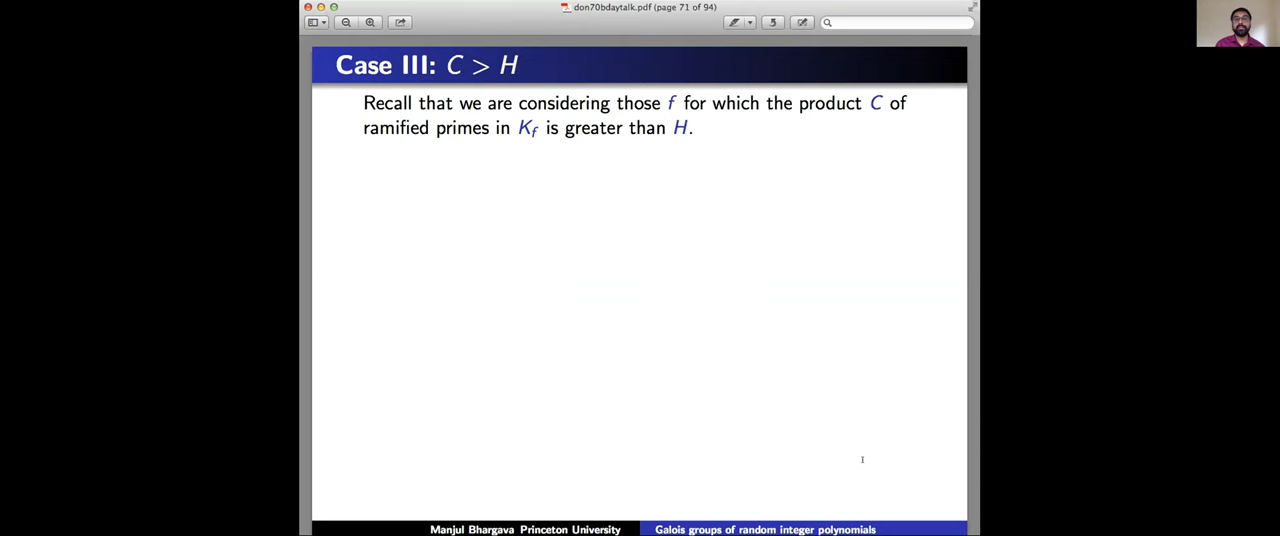 don70bdaytalk.pdf (page 71 of 94)
Case III: C > H
Recall that we are considering those f for which the product C of
ramified primes in K_f is greater than H.
Manjul Bhargava Princeton University
Galois groups of random integer polynomials